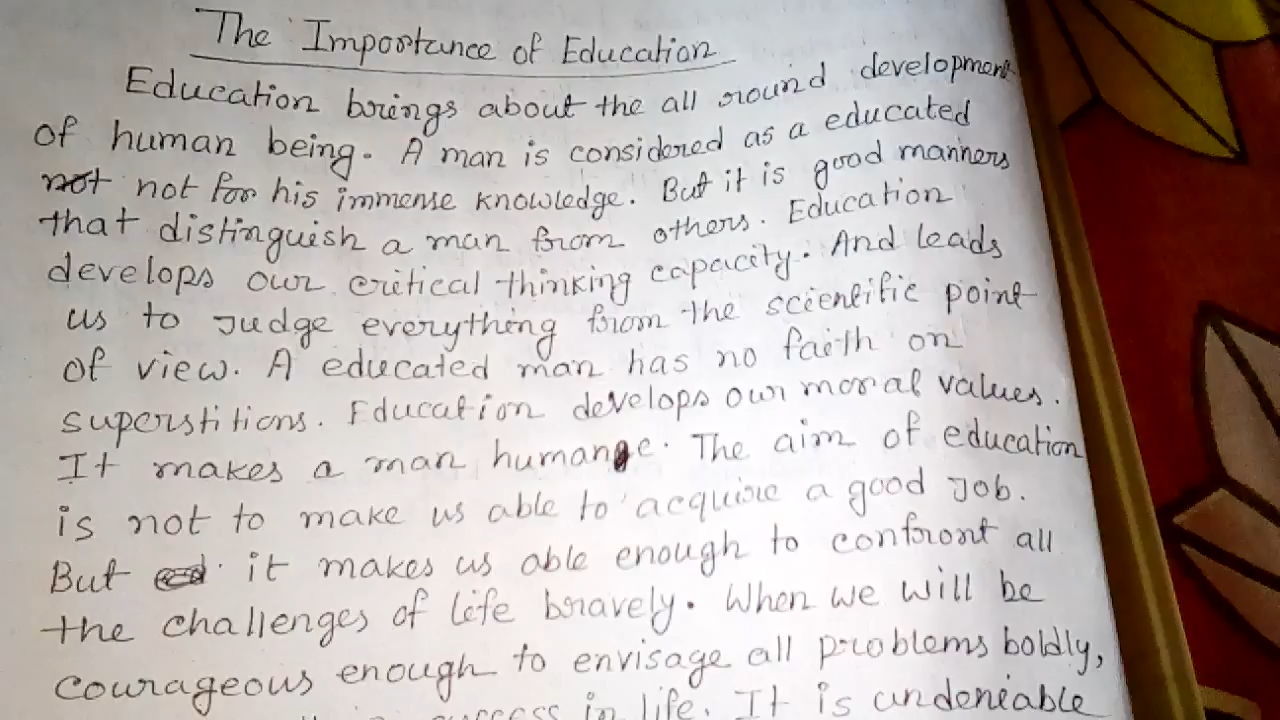 The Importance of Education
Education brings about the all round development
of human being. A man is considered as a educated
not not for his immense knowledge. But it is good manners
that distinguish a man from others. Education
develops our critical thinking capacity. And leads
us to Judge everything from the scientific point
of view. A educated man has no faith on
superstitions. Education develops our moral values.
It makes a man humane. The aim of education
is not to make us able to acquire a good Job.
But it makes us able enough to confront all
the challenges of life bravely. When we will be
courageous enough to envisage all problems boldly,
success in life. It is undeniable